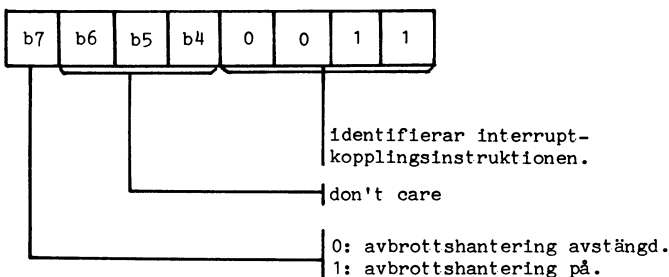 b7 b6 b5 b4 0 0 1 1
identifierar interrupt-
kopplingsinstruktionen.
don't care
0: avbrottshantering avstängd.
1: avbrottshantering på.